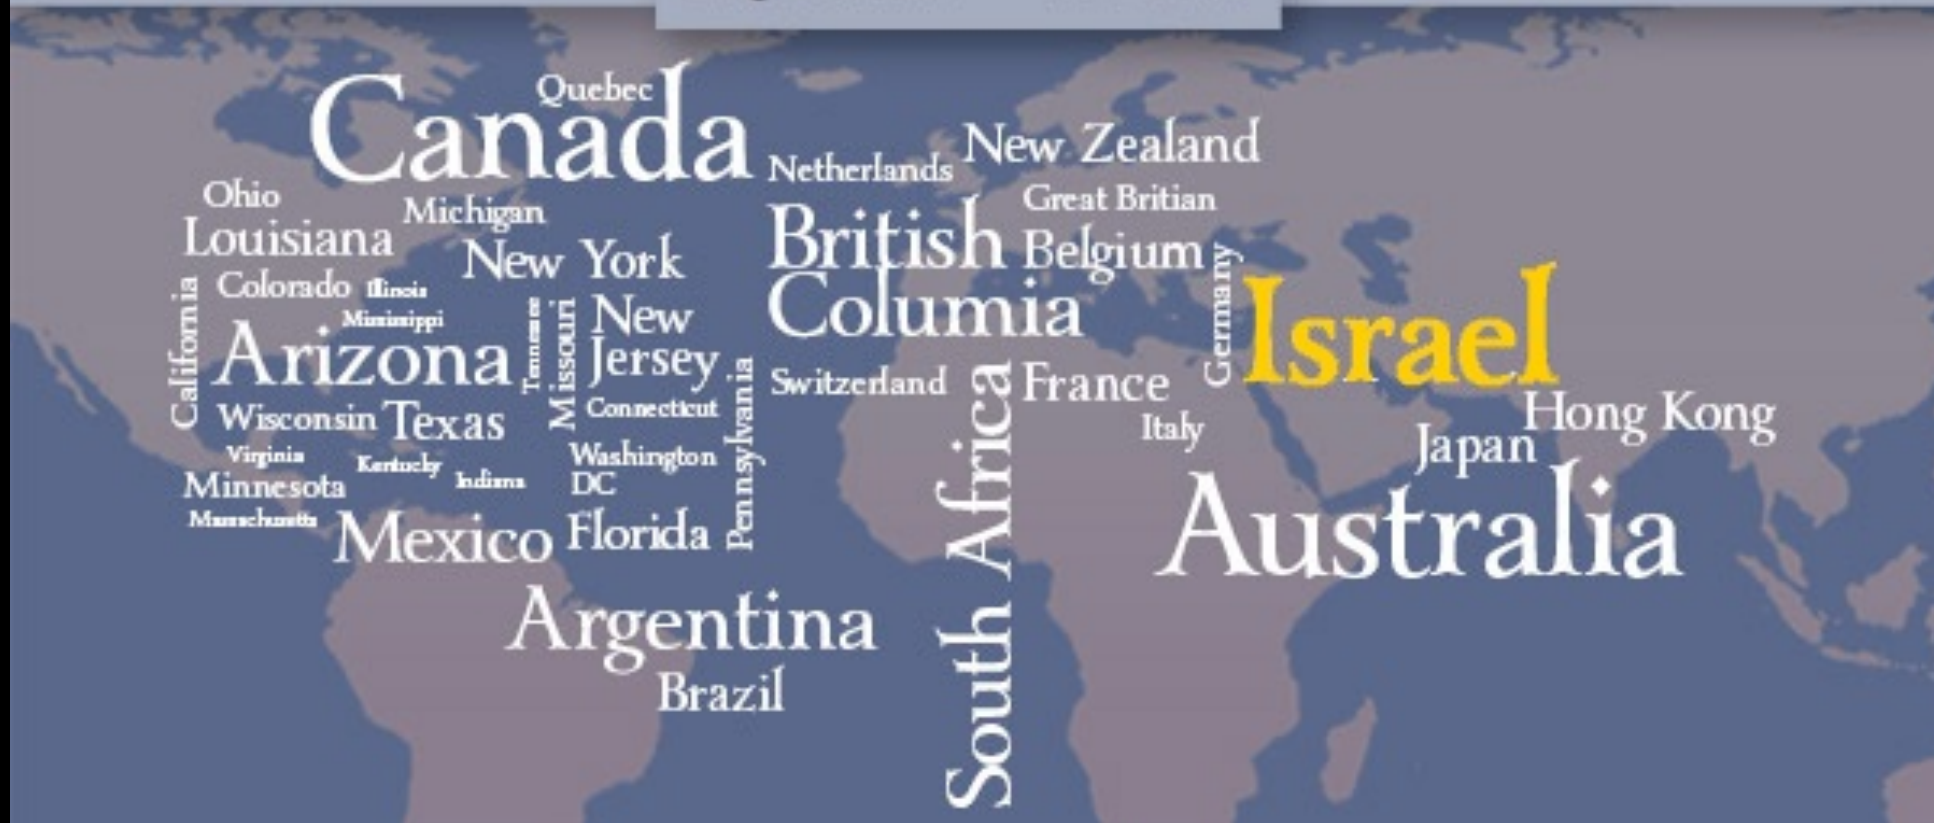 Quebec
Canada
New Zealand
Netherlands
Ohio
Michigan
Great Britian
Louisiana
British
Columia
Belgium
New York
Germany
Colorado
Illinois
California
Israel
Mississippi
Tennessee
Missouri
New
Jersey
Arizona
Pennsylvania
Switzerland
South Africa
France
Connecticut
Wisconsin
Texas
Hong Kong
Italy
Japan
Virginia
Kentucky
Washington
DC
Indiana
Minnesota
Massachusetts
Mexico
Florida
Australia
Argentina
Brazil